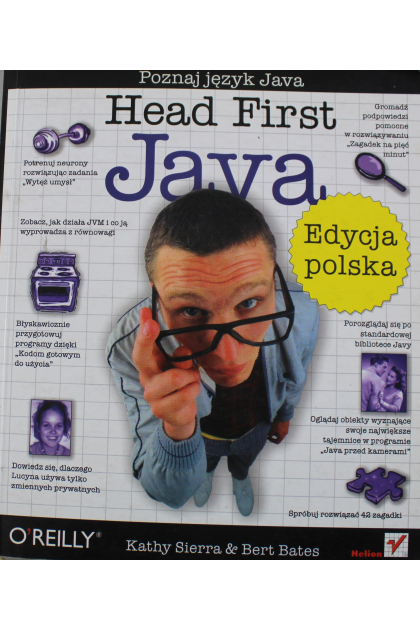 Poznaj język Java
Head First
Java
Gromadź
podpowiedzi
pomocne
w rozwiązywaniu
„Zagadek na pięć
minut”
Potrenuj neurony
rozwiązując zadania
„Wytęż umysł”
Zobacz, jak działa JVM i co ją
wyprowadza z równowagi
Edycja
polska
Błyskawicznie
przygotowuj
programy dzięki
„Kodom gotowym
do użycia”
Porozglądaj się po
standardowej
bibliotece Javy
Oglądaj obiekty wyznające
swoje największe
tajemnice w programie
„Java przed kamerami”
Dowiedz się, dlaczego
Lucyna używa tylko
zmiennych prywatnych
Spróbuj rozwiązać 42 zagadki
O'REILLY®
Kathy Sierra & Bert Bates
Helion